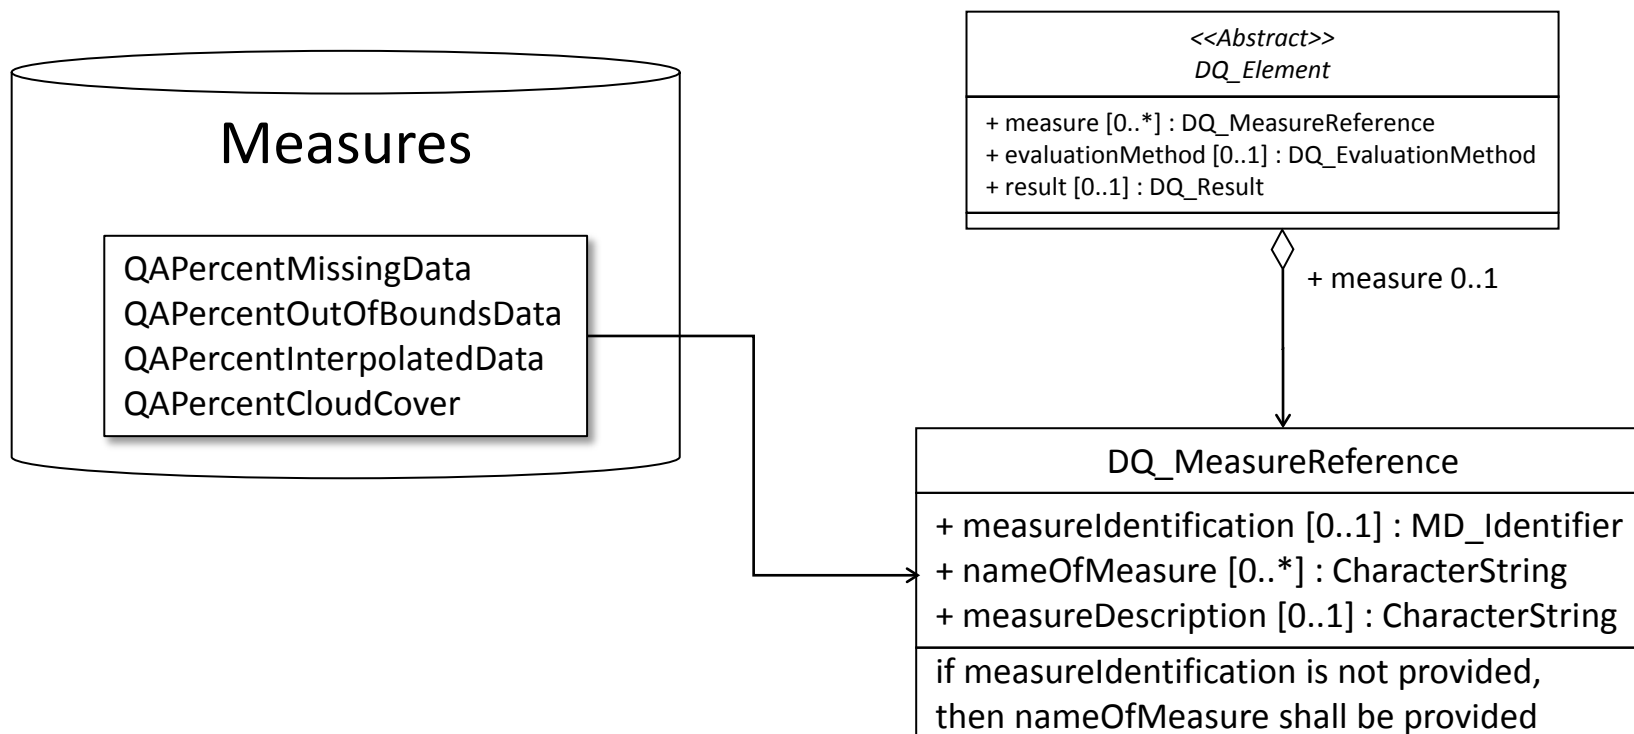 Measures
QAPercentMissingData
QAPercentOutOfBoundsData
QAPercentInterpolatedData
QAPercentCloudCover
<<Abstract>>
DQ_Element
+ measure [0..*] : DQ_MeasureReference
+ evaluationMethod [0..1] : DQ_EvaluationMethod
+ result [0..1] : DQ_Result
+ measure 0..1
DQ_MeasureReference
+ measureIdentification [0..1] : MD_Identifier
+ nameOfMeasure [0..*] : CharacterString
+ measureDescription [0..1] : CharacterString
if measureIdentification is not provided,
then nameOfMeasure shall be provided